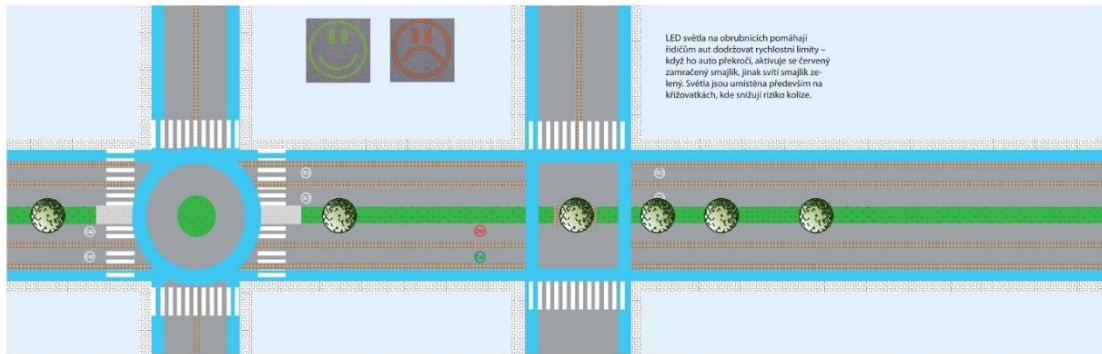 LED světla na obrubnicích pomáhají
řidičům aut dodržovat rychlostní limity –
když ho auto překročí, aktivuje se červený
zamračený smajlík, jinak svítí smajlík ze-
lený. Světla jsou umístěna především na
křižovatkách, kde snižují riziko kolize.